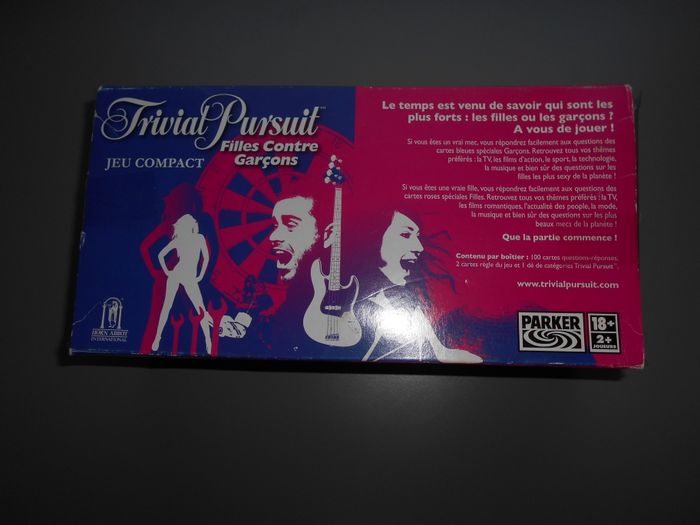 Trivial Pursuit™
Filles Contre
Garçons
JEU COMPACT
HORN ABBOT
INTERNATIONAL
Le temps est venu de savoir qui sont les
plus forts : les filles ou les garçons ?
A vous de jouer !
Si vous êtes un vrai mec, vous répondrez facilement aux questions des
cartes bleues spéciales Garçons. Retrouvez tous vos thèmes
préférés : la TV, les films d'action, le sport, la technologie,
la musique et bien sûr des questions sur les
filles les plus sexy de la planète !
Si vous êtes une vraie fille, vous répondrez facilement aux questions des
cartes roses spéciales Filles. Retrouvez tous vos thèmes préférés : la TV,
les films romantiques, l'actualité des people, la mode,
la musique et bien sûr des questions sur les plus
beaux mecs de la planète !
Que la partie commence !
Contenu par boîtier : 100 cartes questions-réponses,
2 cartes règle du jeu et 1 dé de catégories Trivial Pursuit™.
www.trivialpursuit.com
PARKER
18+
2+
JOUEURS